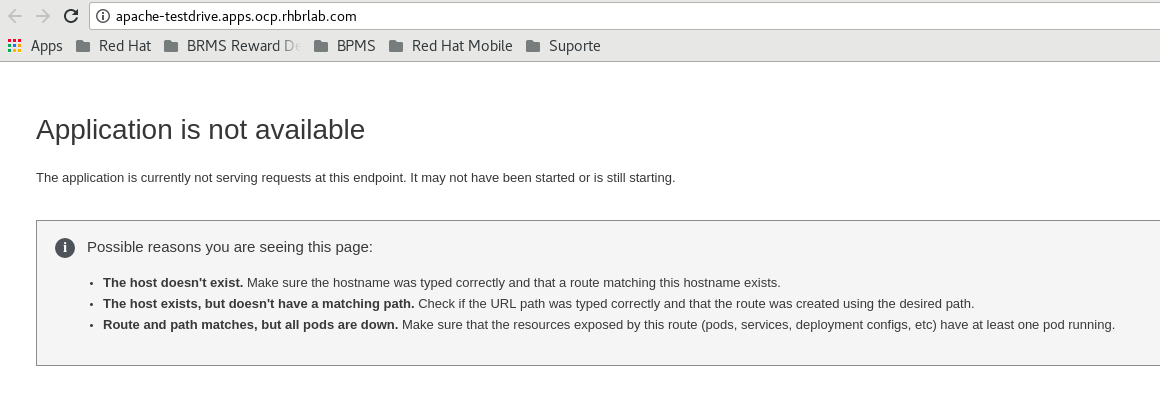 apache-testdrive.apps.ocp.rhbrlab.com
Apps Red Hat BRMS Reward De BPMS Red Hat Mobile Suporte
Application is not available
The application is currently not serving requests at this endpoint. It may not have been started or is still starting.
Possible reasons you are seeing this page:
• The host doesn't exist. Make sure the hostname was typed correctly and that a route matching this hostname exists.
• The host exists, but doesn't have a matching path. Check if the URL path was typed correctly and that the route was created using the desired path.
• Route and path matches, but all pods are down. Make sure that the resources exposed by this route (pods, services, deployment configs, etc) have at least one pod running.